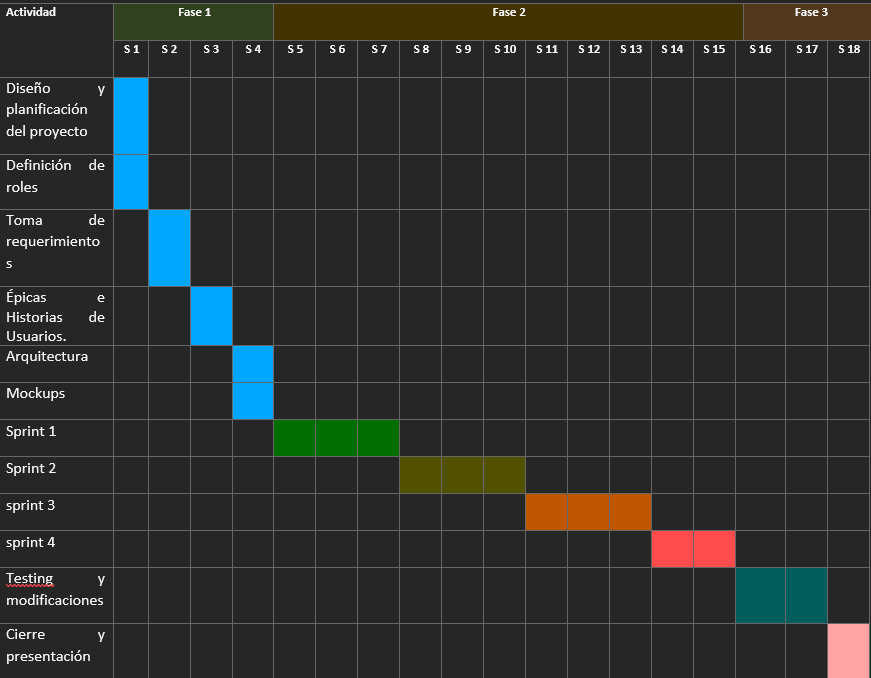 Actividad Fase 1 Fase 2 Fase 3
S 1 S 2 S 3 S 4 S 5 S 6 S 7 S 8 S 9 S 10 S 11 S 12 S 13 S 14 S 15 S 16 S 17 S 18
Diseño y
planificación
del proyecto
Definición de
roles
Toma de
requerimiento
s
Épicas e
Historias de
Usuarios.
Arquitectura
Mockups
Sprint 1
Sprint 2
sprint 3
sprint 4
Testing y
modificaciones
Cierre y
presentación